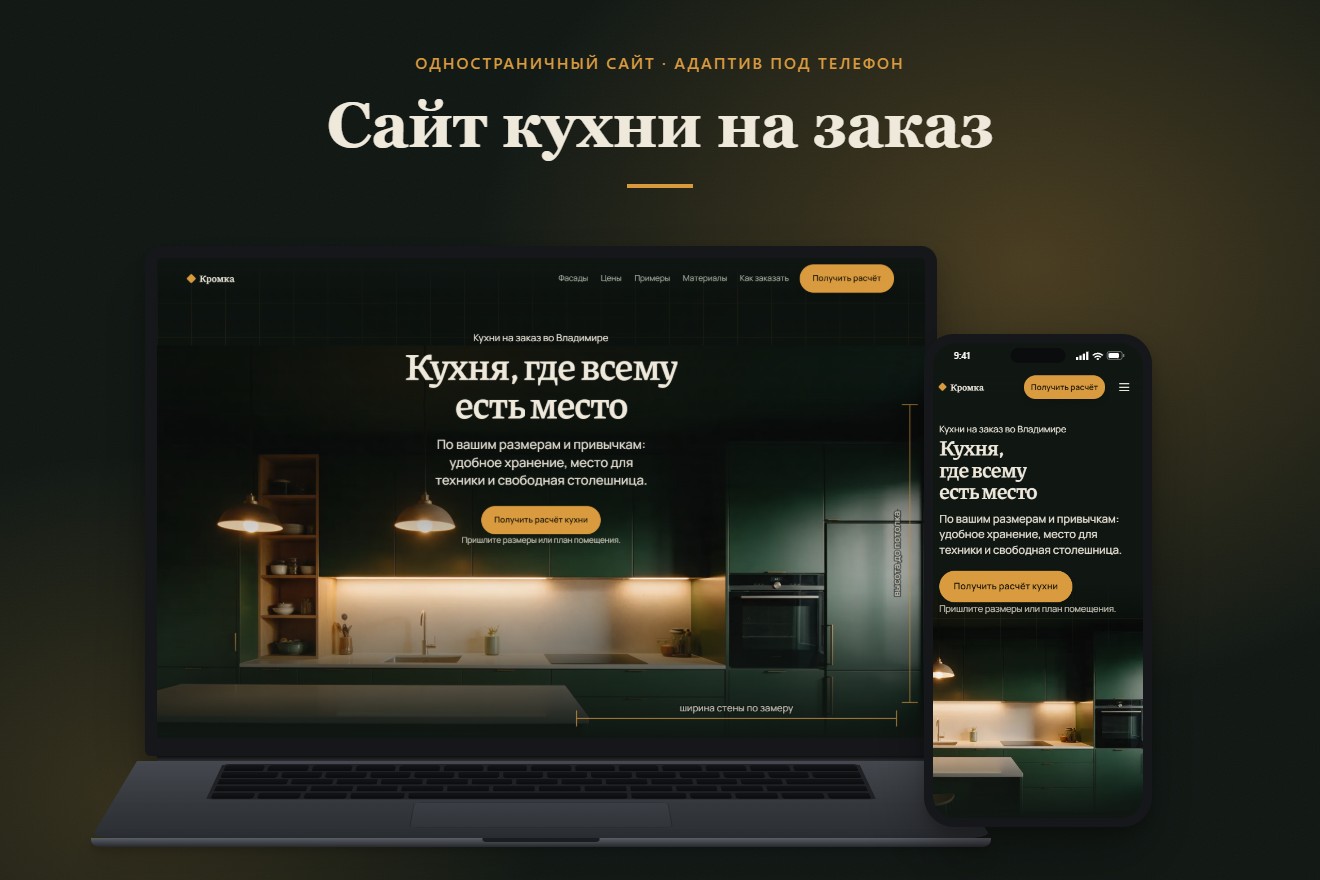 ОДНОСТРАНИЧНЫЙ САЙТ · АДАПТИВ ПОД ТЕЛЕФОН
Сайт кухни на заказ
Кромка
Фасады Цены Примеры Материалы Как заказать Получить расчёт
Кухни на заказ во Владимире
Кухня, где всему
есть место
По вашим размерам и привычкам:
удобное хранение, место для
техники и свободная столешница.
Получить расчёт кухни
Пришлите размеры или план помещения.
высота до потолка
ширина стены по замеру
9:41
Кромка
Получить расчёт
Кухни на заказ во Владимире
Кухня,
где всему
есть место
По вашим размерам и привычкам:
удобное хранение, место для
техники и свободная столешница.
Получить расчёт кухни
Пришлите размеры или план помещения.